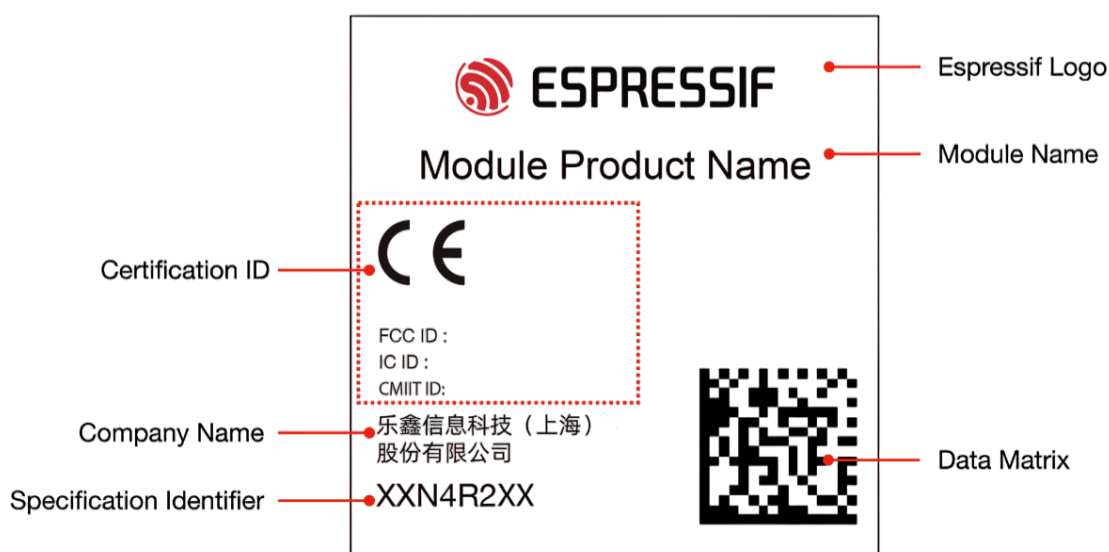 ESPRESSIF
Espressif Logo
Module Product Name
Module Name
CE
Certification ID
FCC ID :
IC ID :
CMIIT ID:
Company Name
乐鑫信息科技（上海）
股份有限公司
Data Matrix
Specification Identifier
XXN4R2XX